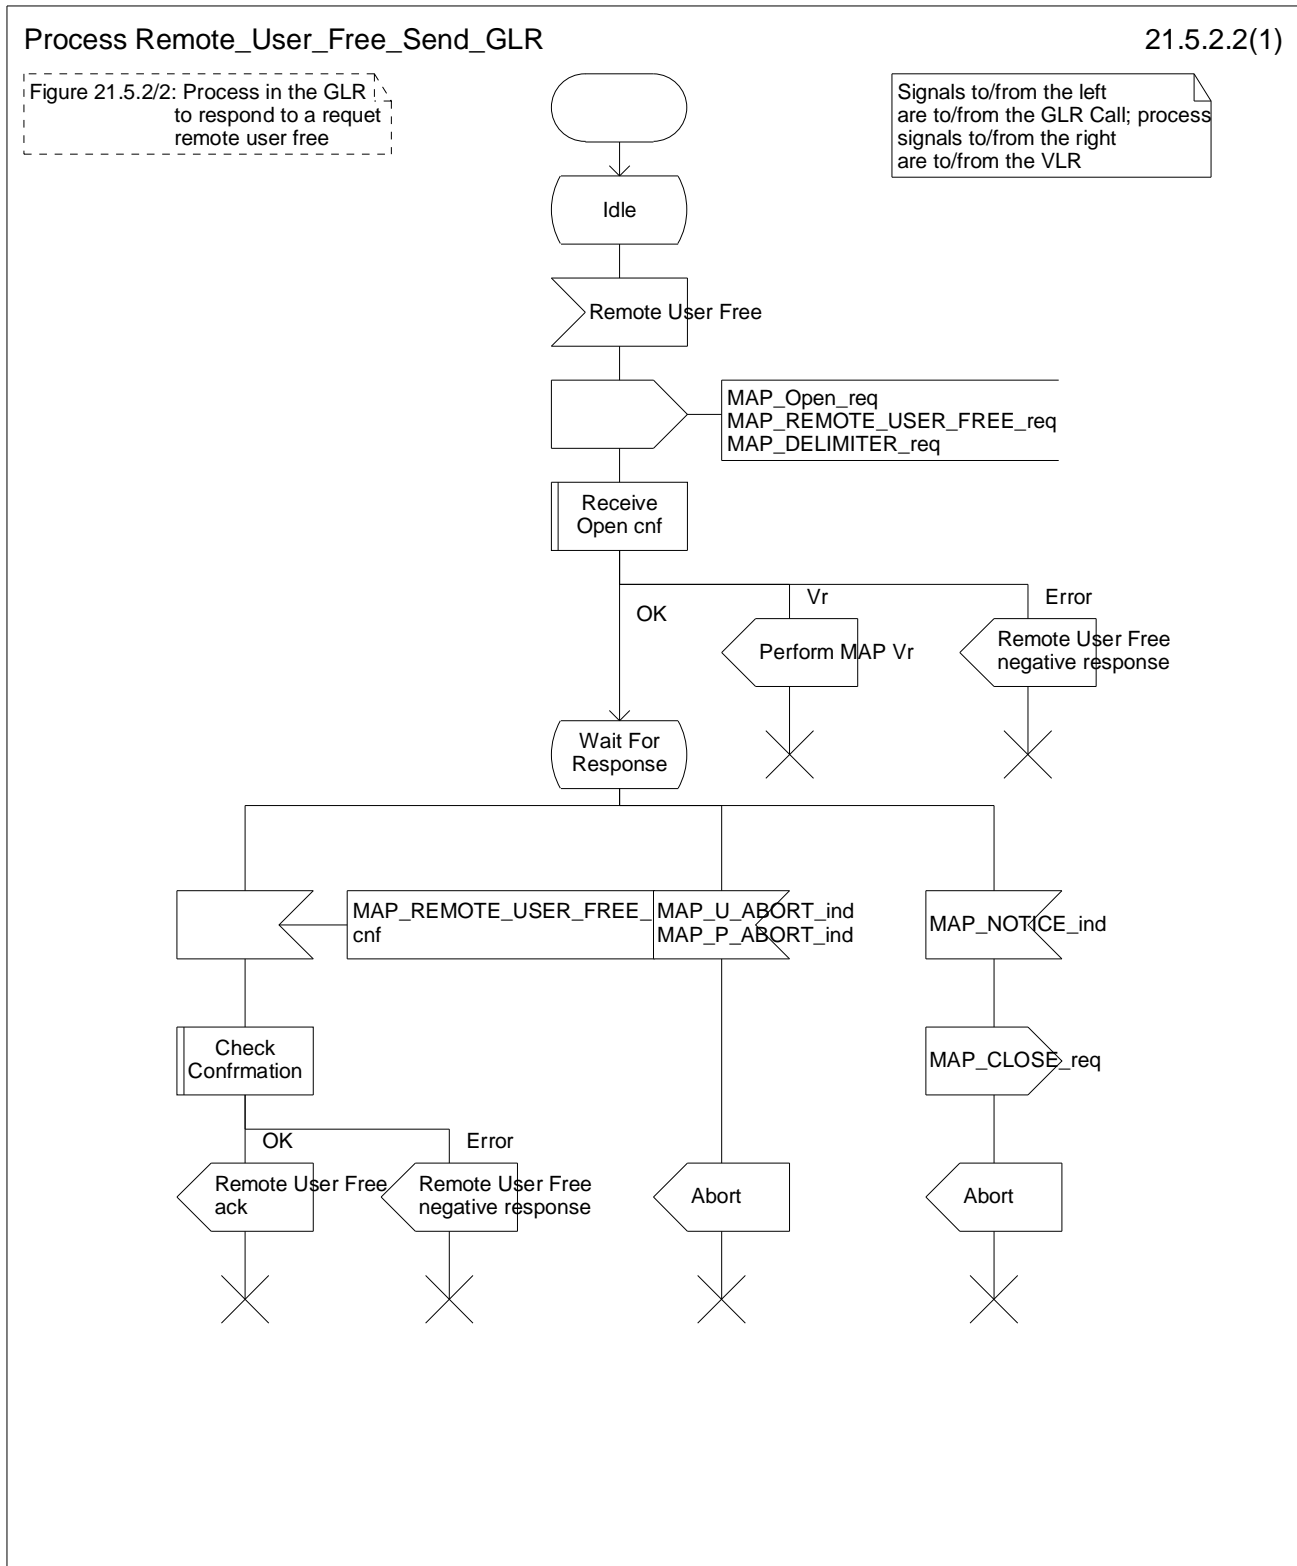 Process Remote_User_Free_Send_GLR
21.5.2.2(1)
Figure 21.5.2/2: Process in the GLR
to respond to a requet
remote user free
Signals to/from the left
are to/from the GLR Call; process
signals to/from the right
are to/from the VLR
Idle
Remote User Free
MAP_Open_req
MAP_REMOTE_USER_FREE_req
MAP_DELIMITER_req
Receive
Open cnf
OK
Vr
Error
Perform MAP Vr
Remote User Free
negative response
Wait For
Response
MAP_REMOTE_USER_FREE_
cnf
MAP_U_ABORT_ind
MAP_P_ABORT_ind
MAP_NOTICE_ind
Check
Confrmation
MAP_CLOSE_req
OK
Error
Remote User Free
ack
Remote User Free
negative response
Abort
Abort